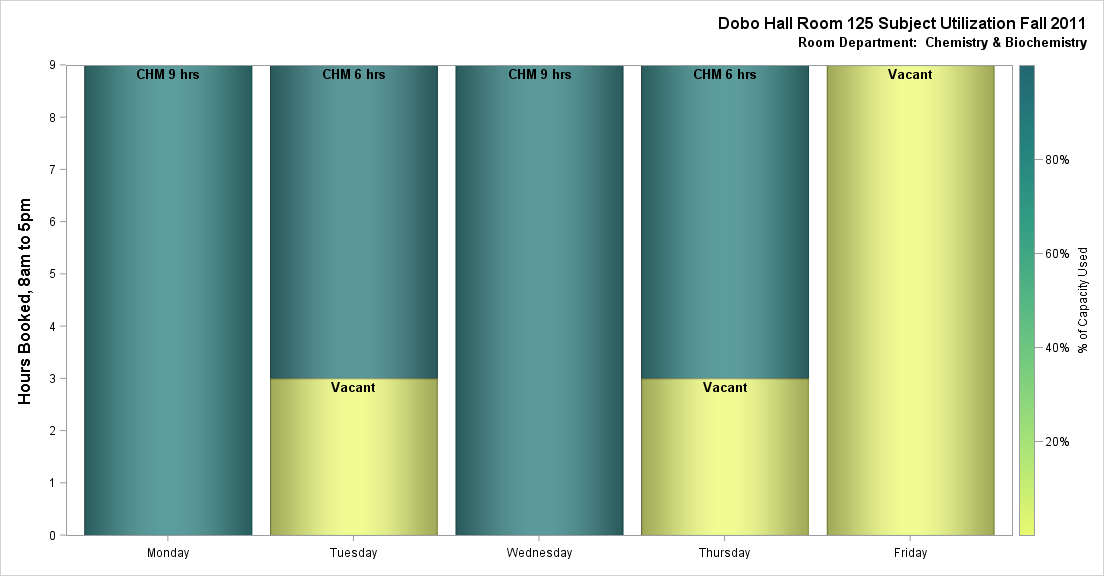 Dobo Hall Room 125 Subject Utilization Fall 2011
Room Department:  Chemistry & Biochemistry
Hours Booked, 8am to 5pm
9
8
7
6
5
4
3
2
1
0
CHM 9 hrs
CHM 6 hrs
CHM 9 hrs
CHM 6 hrs
Vacant
Vacant
Vacant
Monday
Tuesday
Wednesday
Thursday
Friday
80%
60%
40%
20%
% of Capacity Used